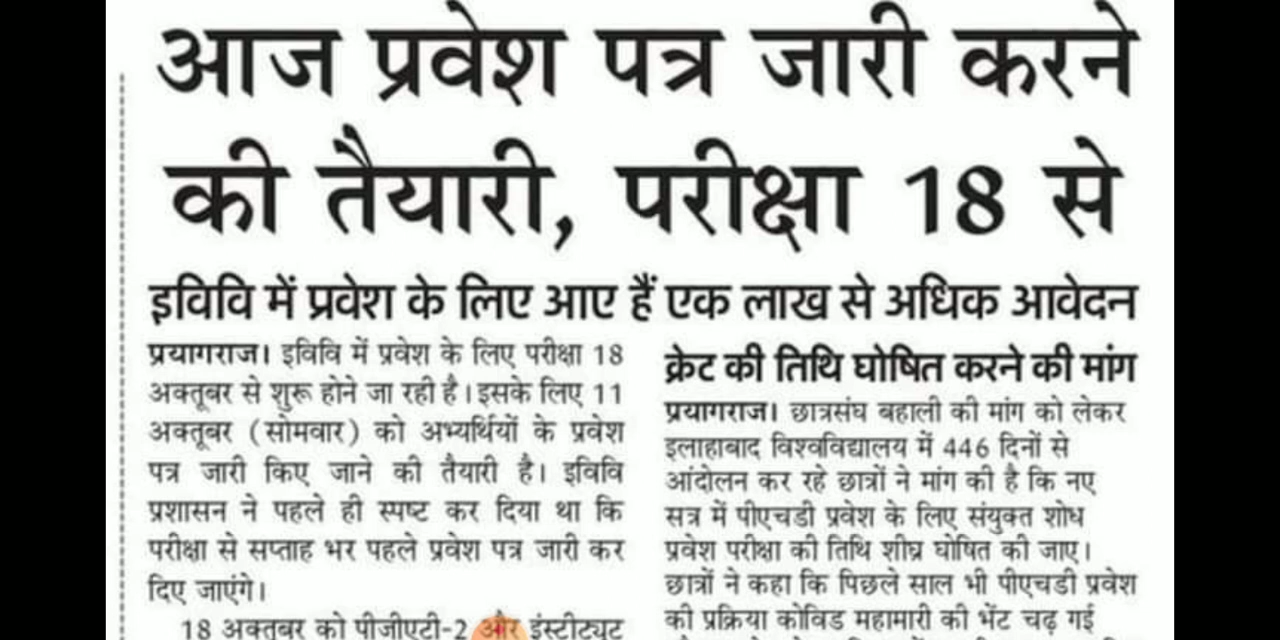 आज प्रवेश पत्र जारी करने
की तैयारी, परीक्षा 18 से
इविवि में प्रवेश के लिए आए हैं एक लाख से अधिक आवेदन
प्रयागराज। इविवि में प्रवेश के लिए परीक्षा 18
अक्तूबर से शुरू होने जा रही है। इसके लिए 11
अक्तूबर (सोमवार) को अभ्यर्थियों के प्रवेश
पत्र जारी किए जाने की तैयारी है। इविवि
प्रशासन ने पहले ही स्पष्ट कर दिया था कि
परीक्षा से सप्ताह भर पहले प्रवेश पत्र जारी कर
दिए जाएंगे।
18 अक्तूबर को पीजीएटी-2 और इंस्टीट्यूट
क्रेट की तिथि घोषित करने की मांग
प्रयागराज। छात्रसंघ बहाली की मांग को लेकर
इलाहाबाद विश्वविद्यालय में 446 दिनों से
आंदोलन कर रहे छात्रों ने मांग की है कि नए
सत्र में पीएचडी प्रवेश के लिए संयुक्त शोध
प्रवेश परीक्षा की तिथि शीघ्र घोषित की जाए।
छात्रों ने कहा कि पिछले साल भी पीएचडी प्रवेश
की प्रक्रिया कोविड महामारी की भेंट चढ़ गई